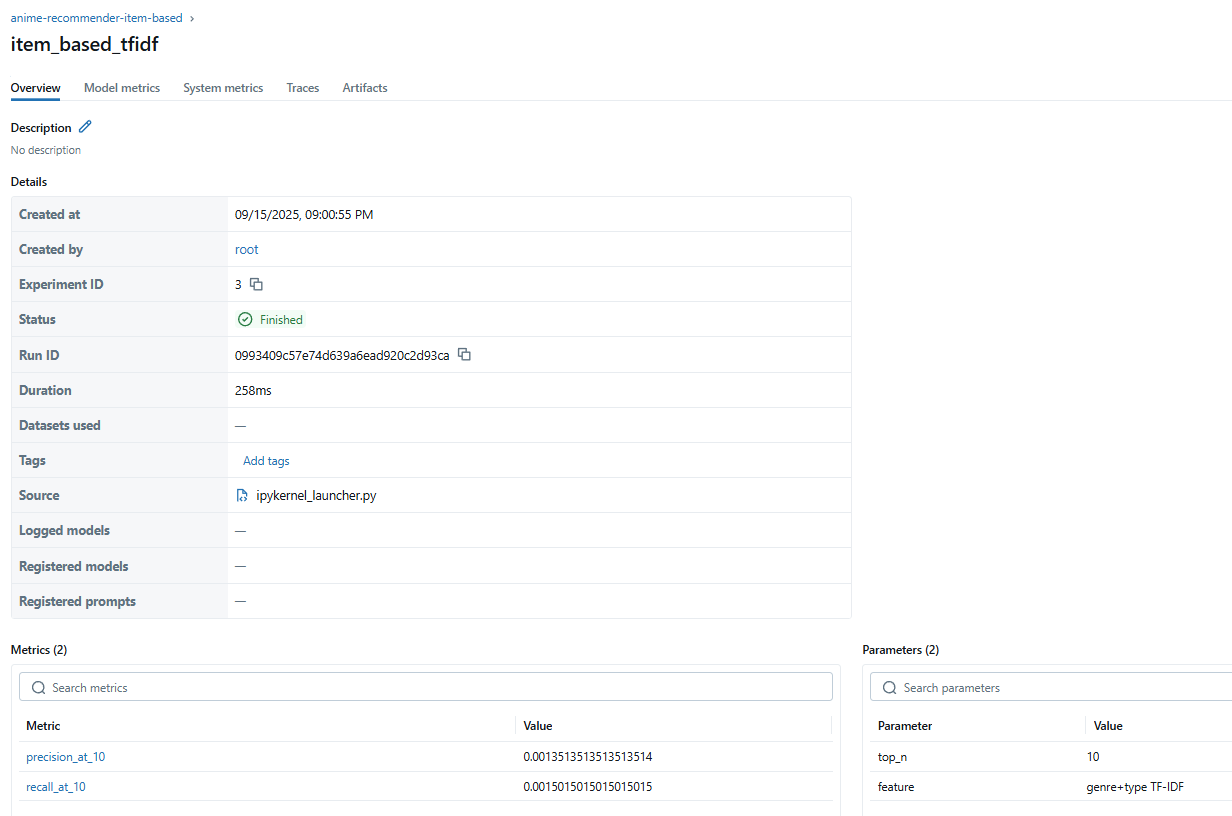 anime-recommender-item-based ›
item_based_tfidf
Overview Model metrics System metrics Traces Artifacts
Description
No description
Details
Created at 09/15/2025, 09:00:55 PM
Created by root
Experiment ID 3
Status Finished
Run ID 0993409c57e74d639a6ead920c2d93ca
Duration 258ms
Datasets used —
Tags Add tags
Source ipykernel_launcher.py
Logged models —
Registered models —
Registered prompts —
Metrics (2) Parameters (2)
Search metrics Search parameters
Metric Value Parameter Value
precision_at_10 0.0013513513513513514 top_n 10
recall_at_10 0.0015015015015015015 feature genre+type TF-IDF